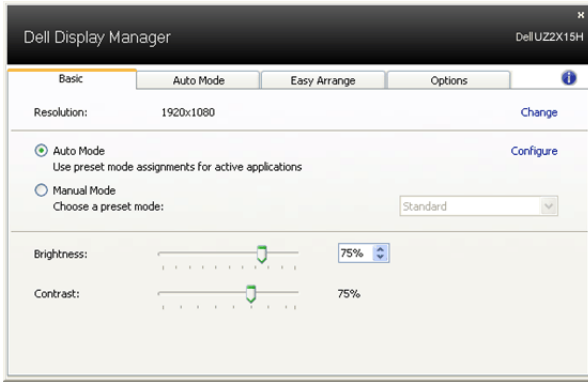 Dell Display Manager
Dell UZ2X15H
Basic Auto Mode Easy Arrange Options
Resolution: 1920x1080 Change
Auto Mode Configure
Use preset mode assignments for active applications
Manual Mode
Choose a preset mode: Standard
Brightness: 75%
Contrast: 75%